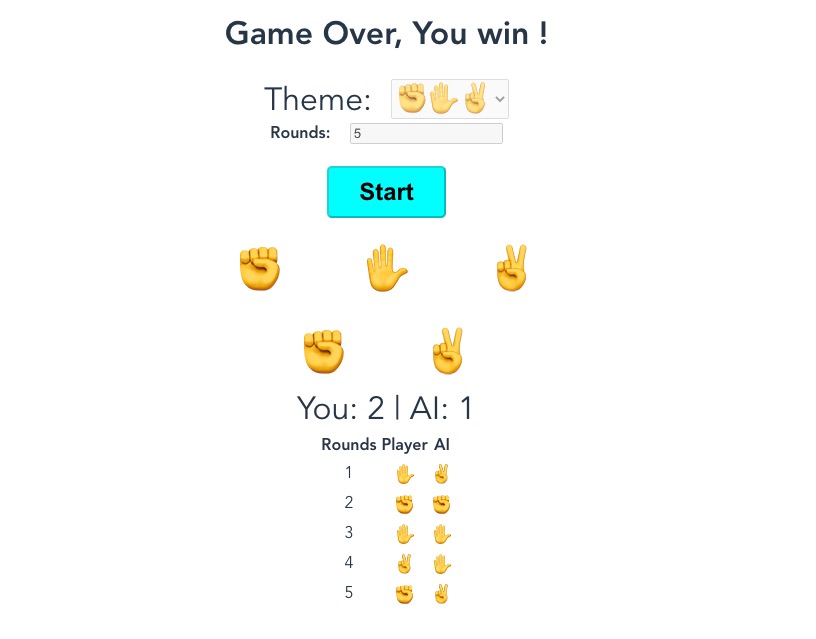 Game Over, You win !
Theme: ✊✋✌
Rounds: 5
Start
You: 2 | AI: 1
Rounds Player AI
1 ✋ ✌
2 ✊ ✊
3 ✋ ✋
4 ✌ ✋
5 ✊ ✌